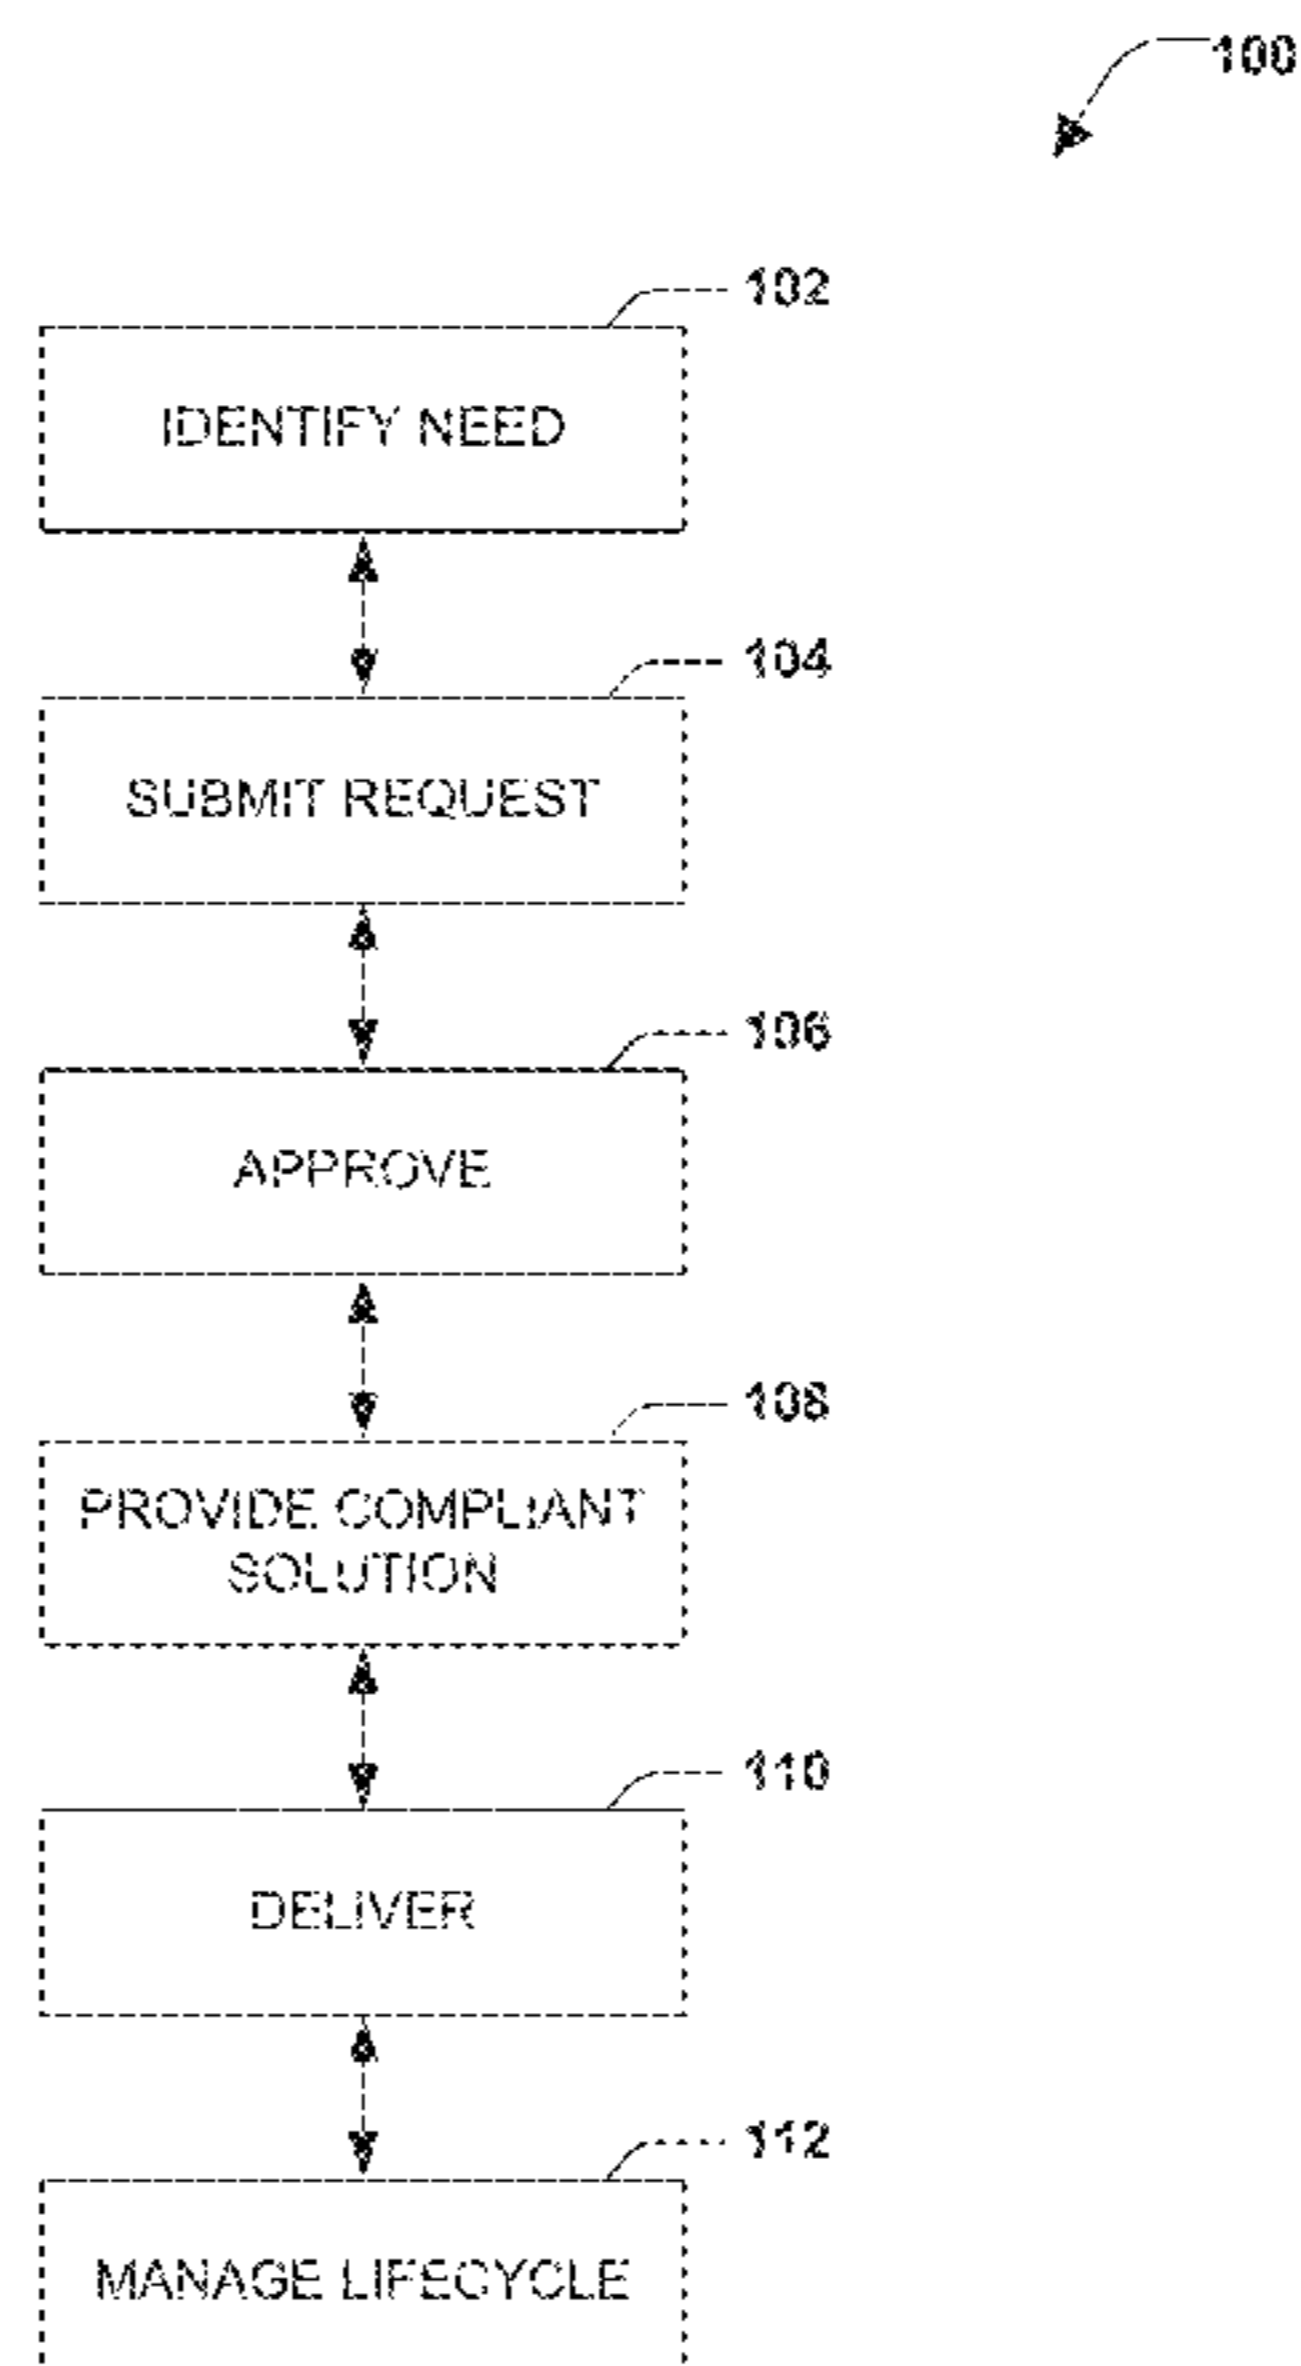 100
102
IDENTIFY NEED
104
SUBMIT REQUEST
106
APPROVE
108
PROVIDE COMPLIANT
SOLUTION
110
DELIVER
112
MANAGE LIFECYCLE